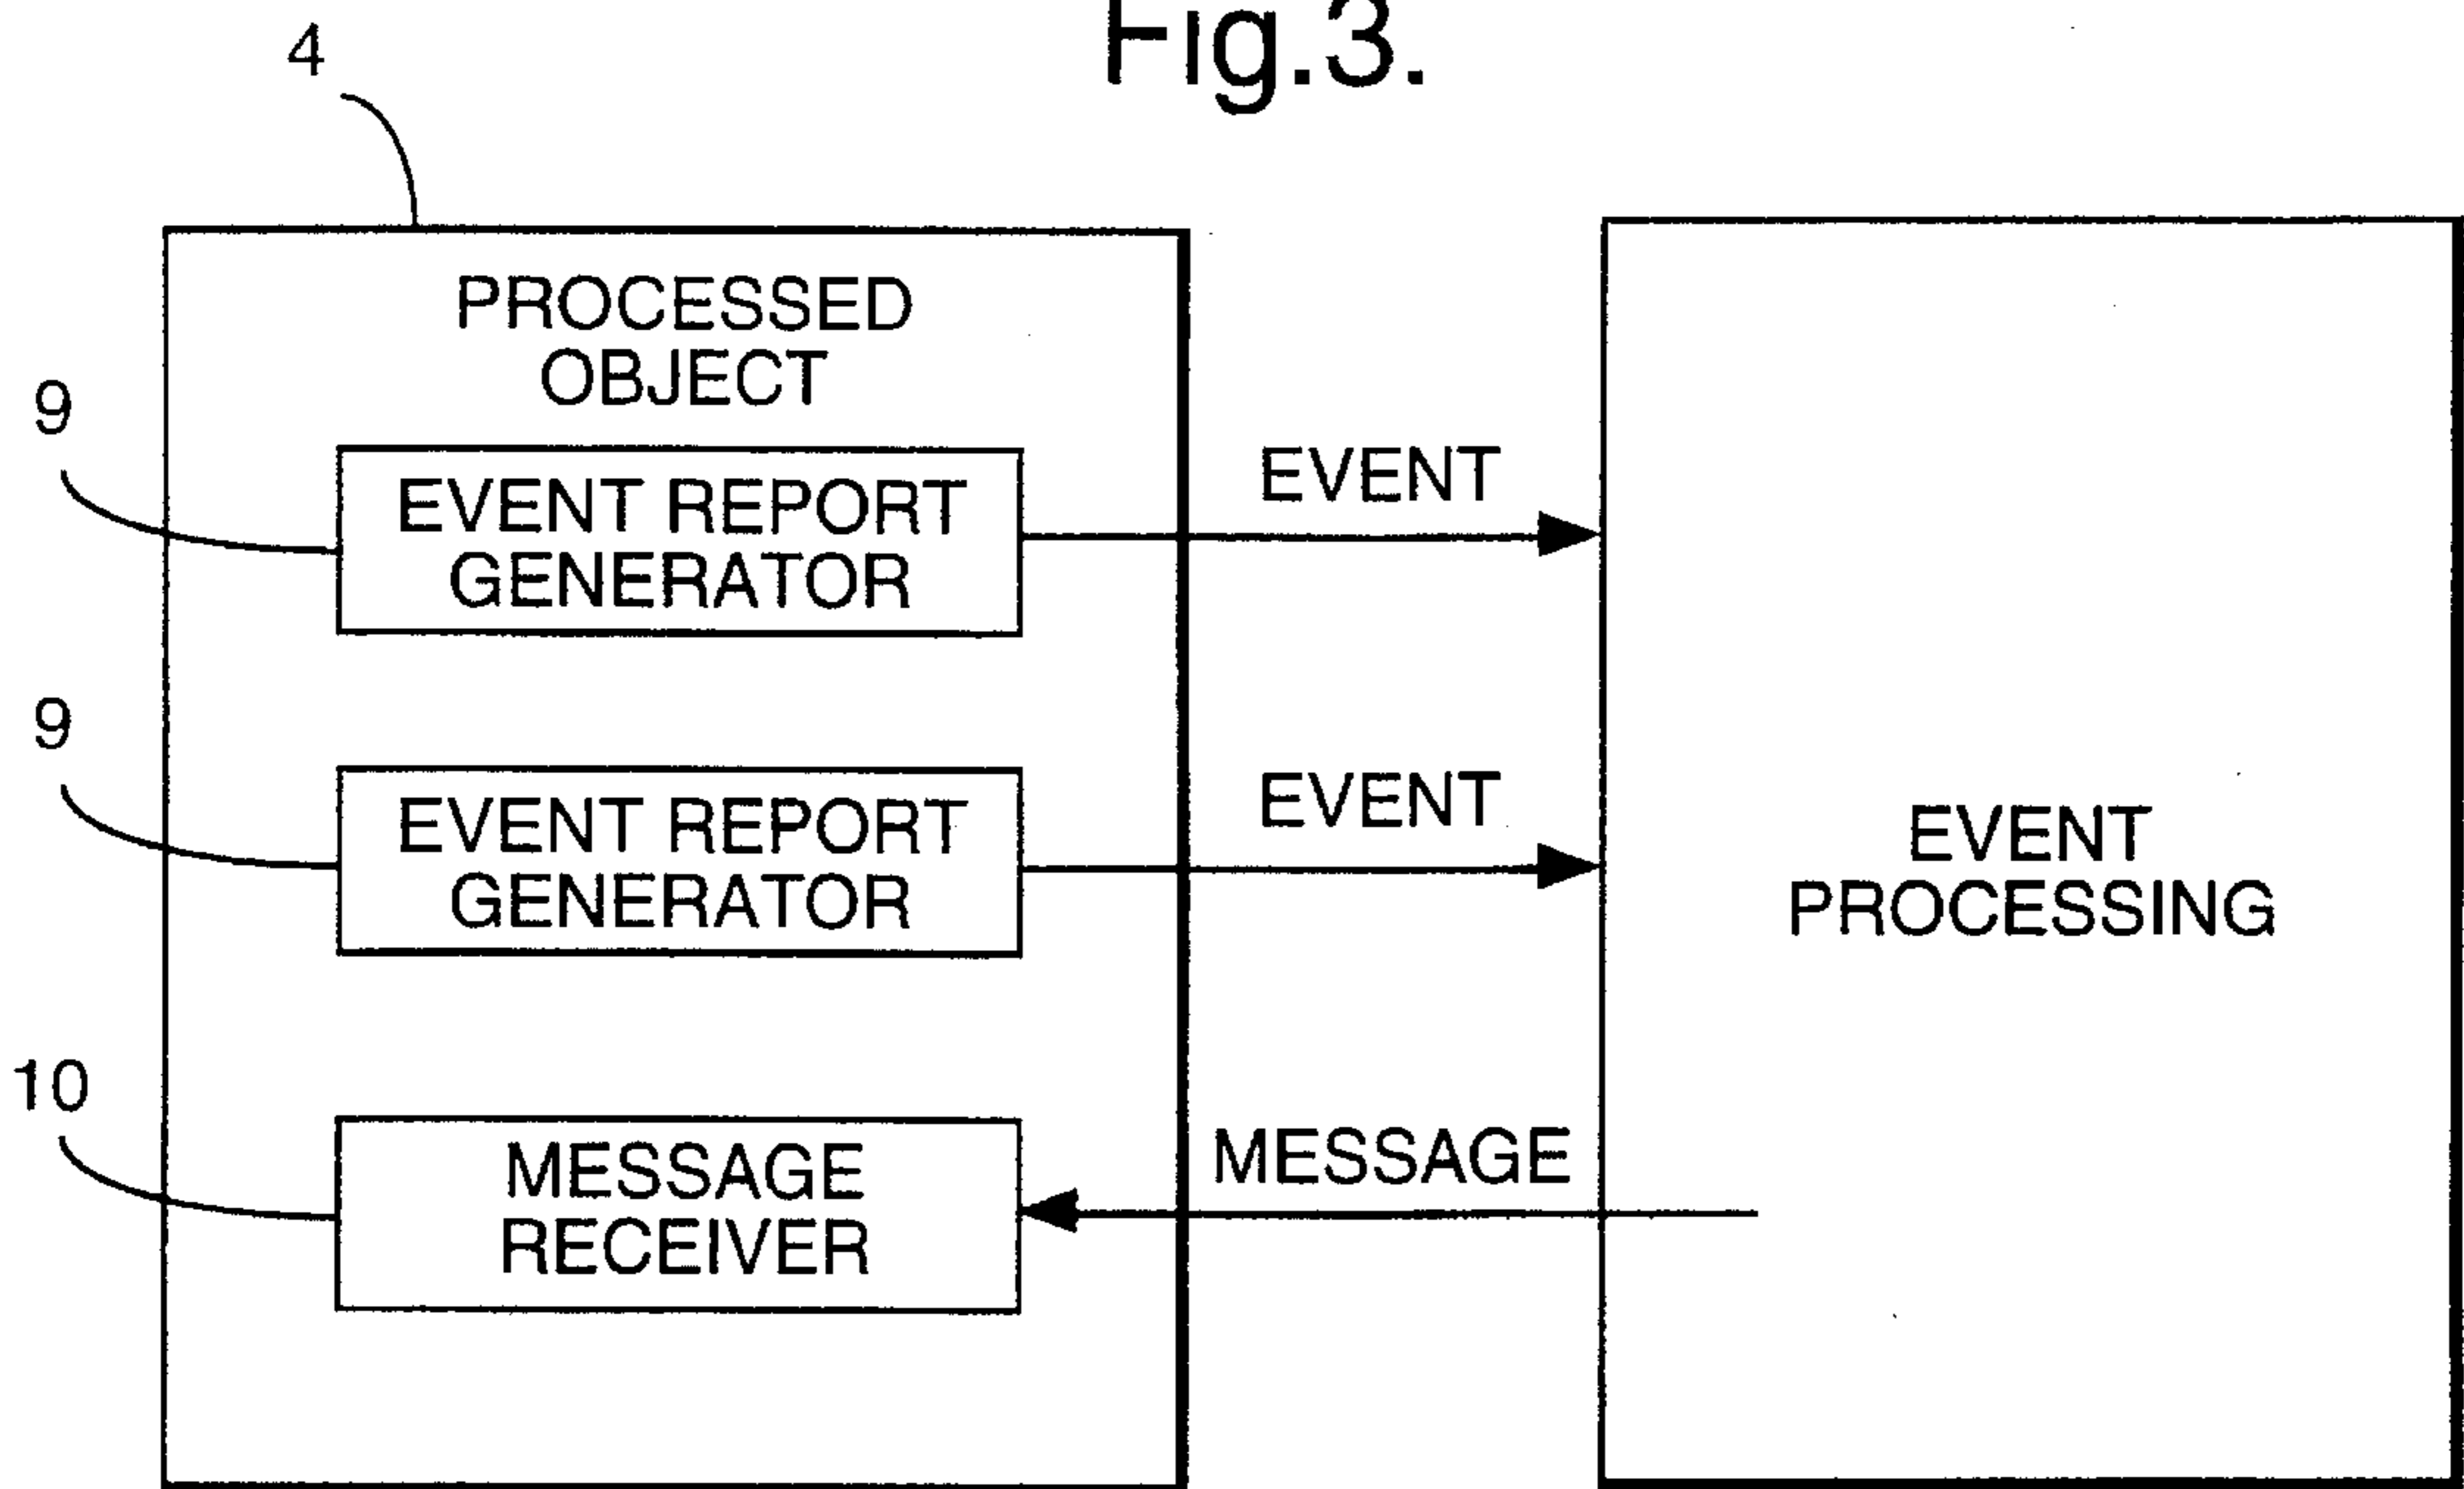 Fig.3.
4
PROCESSED
OBJECT
9
EVENT REPORT
GENERATOR
EVENT
9
EVENT REPORT
GENERATOR
EVENT
EVENT
PROCESSING
10
MESSAGE
RECEIVER
MESSAGE